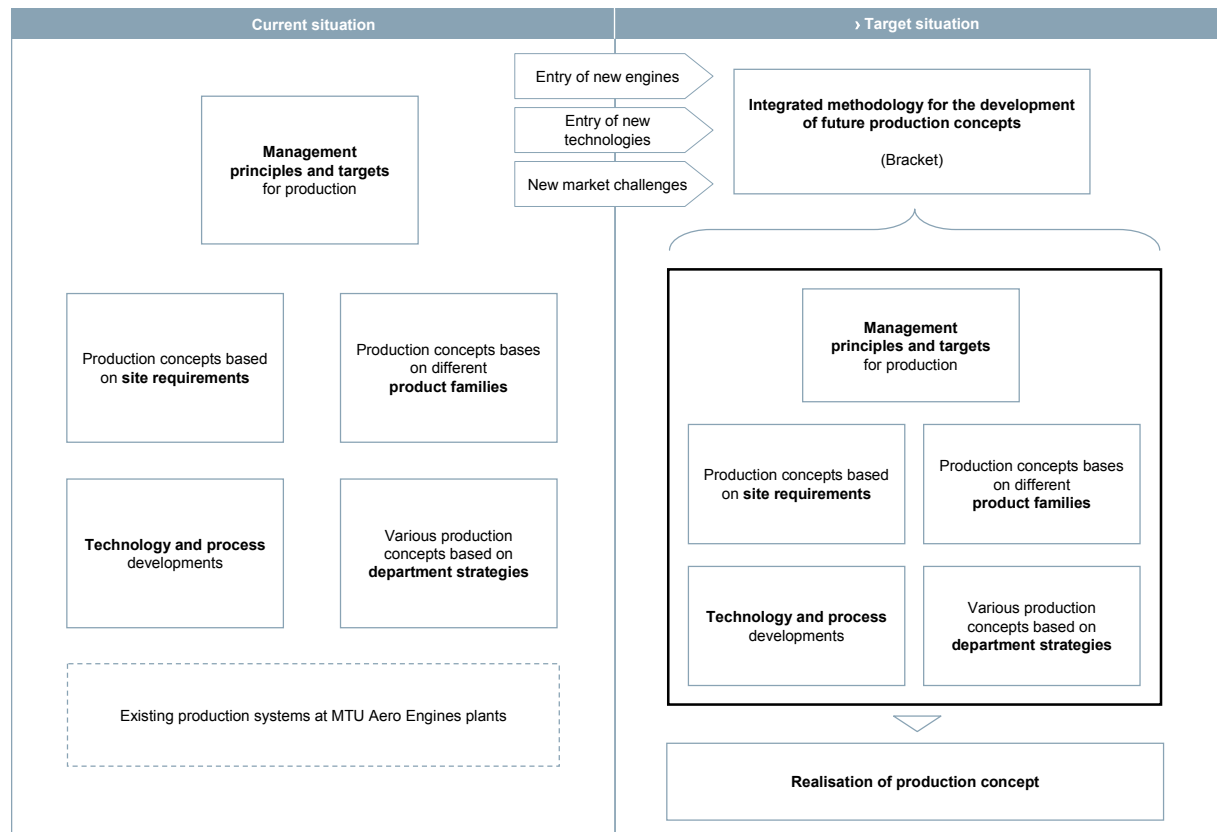 Current situation
› Target situation
Entry of new engines
Entry of new
technologies
New market challenges
Management
principles and targets
for production
Production concepts based
on site requirements
Production concepts bases
on different
product families
Technology and process
developments
Various production
concepts based on
department strategies
Existing production systems at MTU Aero Engines plants
Integrated methodology for the development
of future production concepts
(Bracket)
Management
principles and targets
for production
Production concepts based
on site requirements
Production concepts bases
on different
product families
Technology and process
developments
Various production
concepts based on
department strategies
Realisation of production concept